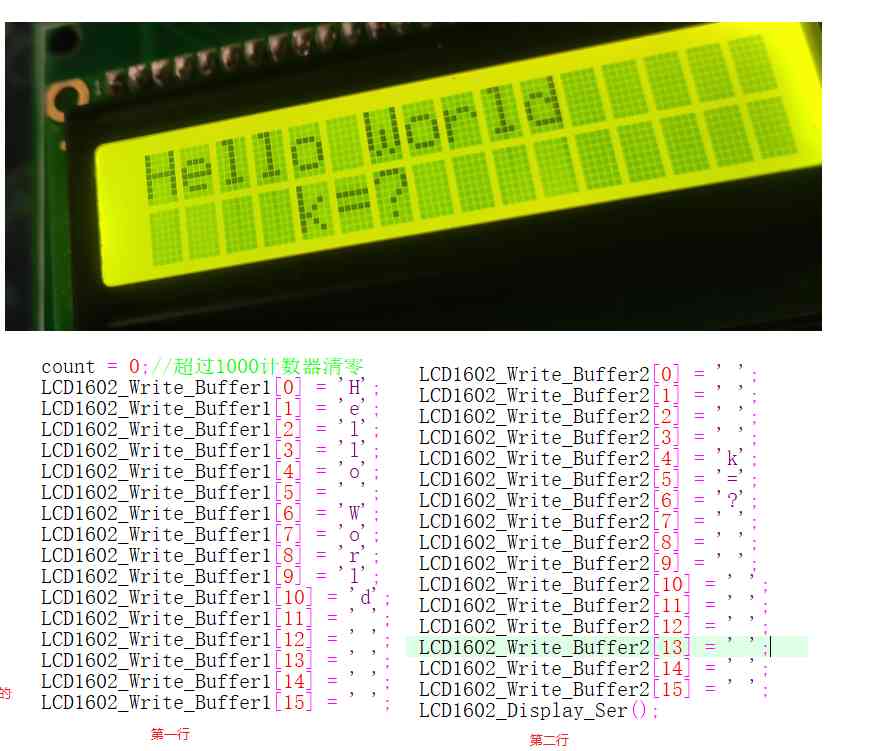 Hello World
k=?
count = 0;//超过1000计数器清零
LCD1602_Write_Buffer1[0] = 'H';
LCD1602_Write_Buffer1[1] = 'e';
LCD1602_Write_Buffer1[2] = 'l';
LCD1602_Write_Buffer1[3] = 'l';
LCD1602_Write_Buffer1[4] = 'o';
LCD1602_Write_Buffer1[5] = ' ';
LCD1602_Write_Buffer1[6] = 'W';
LCD1602_Write_Buffer1[7] = 'o';
LCD1602_Write_Buffer1[8] = 'r';
LCD1602_Write_Buffer1[9] = 'l';
LCD1602_Write_Buffer1[10] = 'd';
LCD1602_Write_Buffer1[11] = ' ';
LCD1602_Write_Buffer1[12] = ' ';
LCD1602_Write_Buffer1[13] = ' ';
LCD1602_Write_Buffer1[14] = ' ';
LCD1602_Write_Buffer1[15] = ' ';
的
第一行
LCD1602_Write_Buffer2[0] = ' ';
LCD1602_Write_Buffer2[1] = ' ';
LCD1602_Write_Buffer2[2] = ' ';
LCD1602_Write_Buffer2[3] = ' ';
LCD1602_Write_Buffer2[4] = 'k';
LCD1602_Write_Buffer2[5] = '=';
LCD1602_Write_Buffer2[6] = '?';
LCD1602_Write_Buffer2[7] = ' ';
LCD1602_Write_Buffer2[8] = ' ';
LCD1602_Write_Buffer2[9] = ' ';
LCD1602_Write_Buffer2[10] = ' ';
LCD1602_Write_Buffer2[11] = ' ';
LCD1602_Write_Buffer2[12] = ' ';
LCD1602_Write_Buffer2[13] = ' ';
LCD1602_Write_Buffer2[14] = ' ';
LCD1602_Write_Buffer2[15] = ' ';
LCD1602_Display_Ser();
第二行